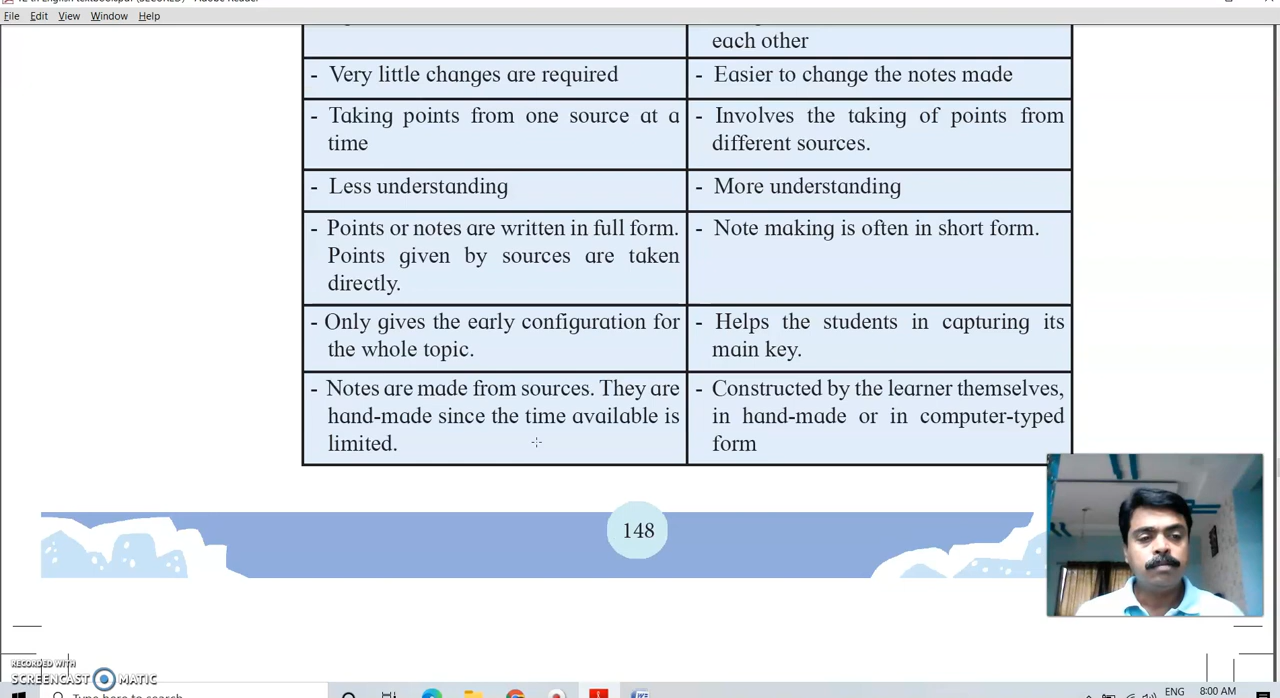 File Edit View Window Help
each other
- Very little changes are required
- Easier to change the notes made
- Taking points from one source at a
time
- Involves the taking of points from
different sources.
- Less understanding
- More understanding
- Points or notes are written in full form.
Points given by sources are taken
directly.
- Note making is often in short form.
- Only gives the early configuration for
the whole topic.
- Helps the students in capturing its
main key.
- Notes are made from sources. They are
hand-made since the time available is
limited.
- Constructed by the learner themselves,
in hand-made or in computer-typed
form
148
RECORDED WITH
SCREENCAST MATIC
Type here to search
ENG 8:00 AM